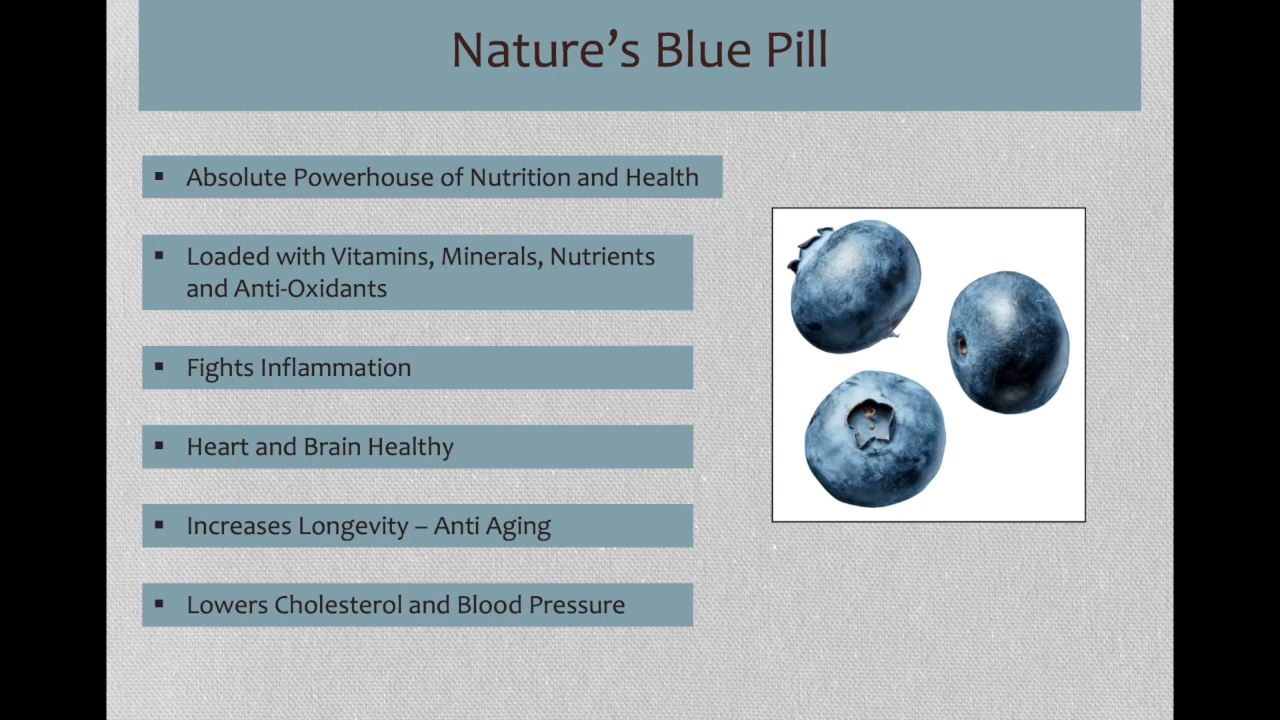 Nature’s Blue Pill
▪ Absolute Powerhouse of Nutrition and Health
▪ Loaded with Vitamins, Minerals, Nutrients
and Anti-Oxidants
▪ Fights Inflammation
▪ Heart and Brain Healthy
▪ Increases Longevity – Anti Aging
▪ Lowers Cholesterol and Blood Pressure